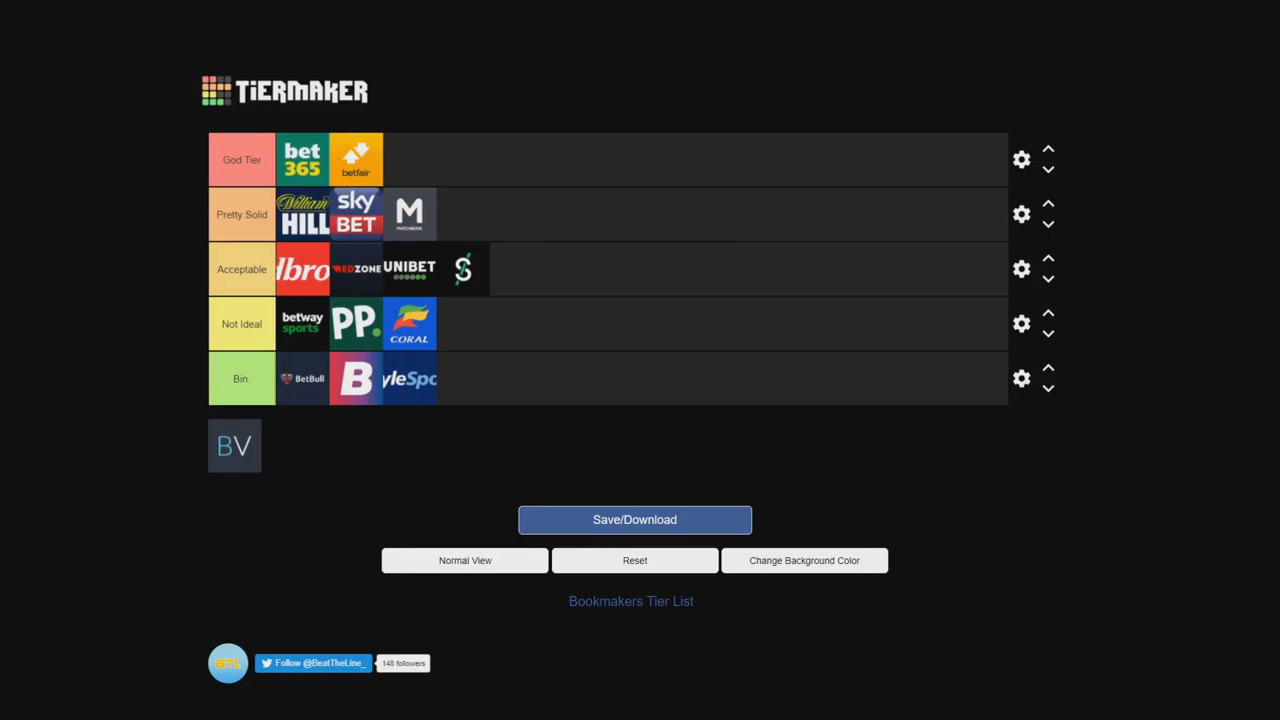 TiERMAKER
God Tier
bet
365
betfair
Pretty Solid
William
HILL
sky
BET
M
MATCHBOOK
Acceptable
lbro
REDZONE
UNIBET
S
Not Ideal
betway
sports
PP.
CORAL
Bin.
BetBull
B
yleSpo
BV
Save/Download
Normal View
Reset
Change Background Color
Bookmakers Tier List
BTL
Follow @BeatTheLine_
148 followers